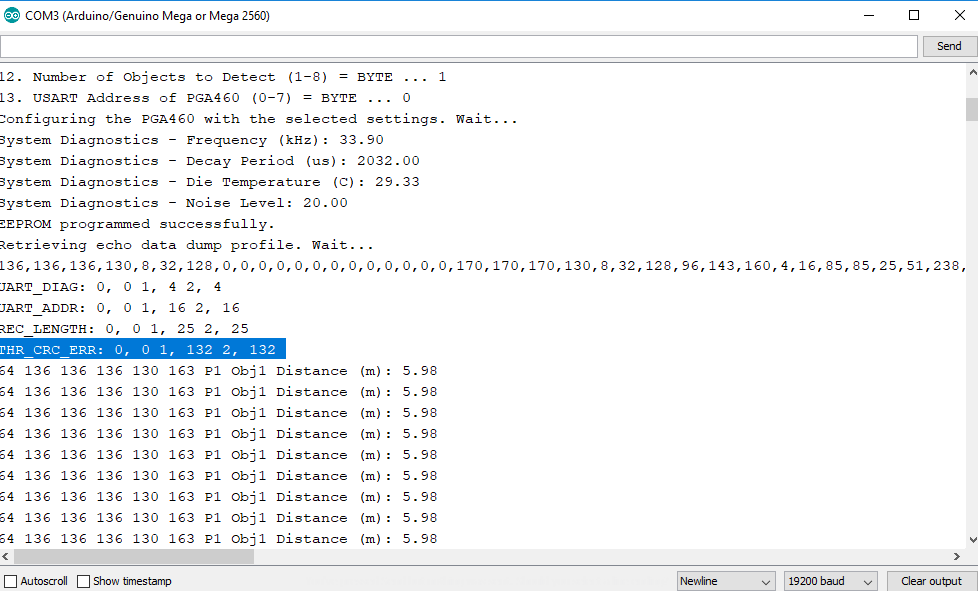 COM3 (Arduino/Genuino Mega or Mega 2560)
Send
12. Number of Objects to Detect (1-8) = BYTE ... 1
13. USART Address of PGA460 (0-7) = BYTE ... 0
Configuring the PGA460 with the selected settings. Wait...
System Diagnostics - Frequency (kHz): 33.90
System Diagnostics - Decay Period (us): 2032.00
System Diagnostics - Die Temperature (C): 29.33
System Diagnostics - Noise Level: 20.00
EEPROM programmed successfully.
Retrieving echo data dump profile. Wait...
136,136,136,130,8,32,128,0,0,0,0,0,0,0,0,0,0,0,0,0,170,170,170,130,8,32,128,96,143,160,4,16,85,85,25,51,238,
UART_DIAG: 0, 0 1, 4 2, 4
UART_ADDR: 0, 0 1, 16 2, 16
REC_LENGTH: 0, 0 1, 25 2, 25
THR_CRC_ERR: 0, 0 1, 132 2, 132
64 136 136 136 130 163 P1 Obj1 Distance (m): 5.98
64 136 136 136 130 163 P1 Obj1 Distance (m): 5.98
64 136 136 136 130 163 P1 Obj1 Distance (m): 5.98
64 136 136 136 130 163 P1 Obj1 Distance (m): 5.98
64 136 136 136 130 163 P1 Obj1 Distance (m): 5.98
64 136 136 136 130 163 P1 Obj1 Distance (m): 5.98
64 136 136 136 130 163 P1 Obj1 Distance (m): 5.98
64 136 136 136 130 163 P1 Obj1 Distance (m): 5.98
64 136 136 136 130 163 P1 Obj1 Distance (m): 5.98
Autoscroll Show timestamp Newline 19200 baud Clear output